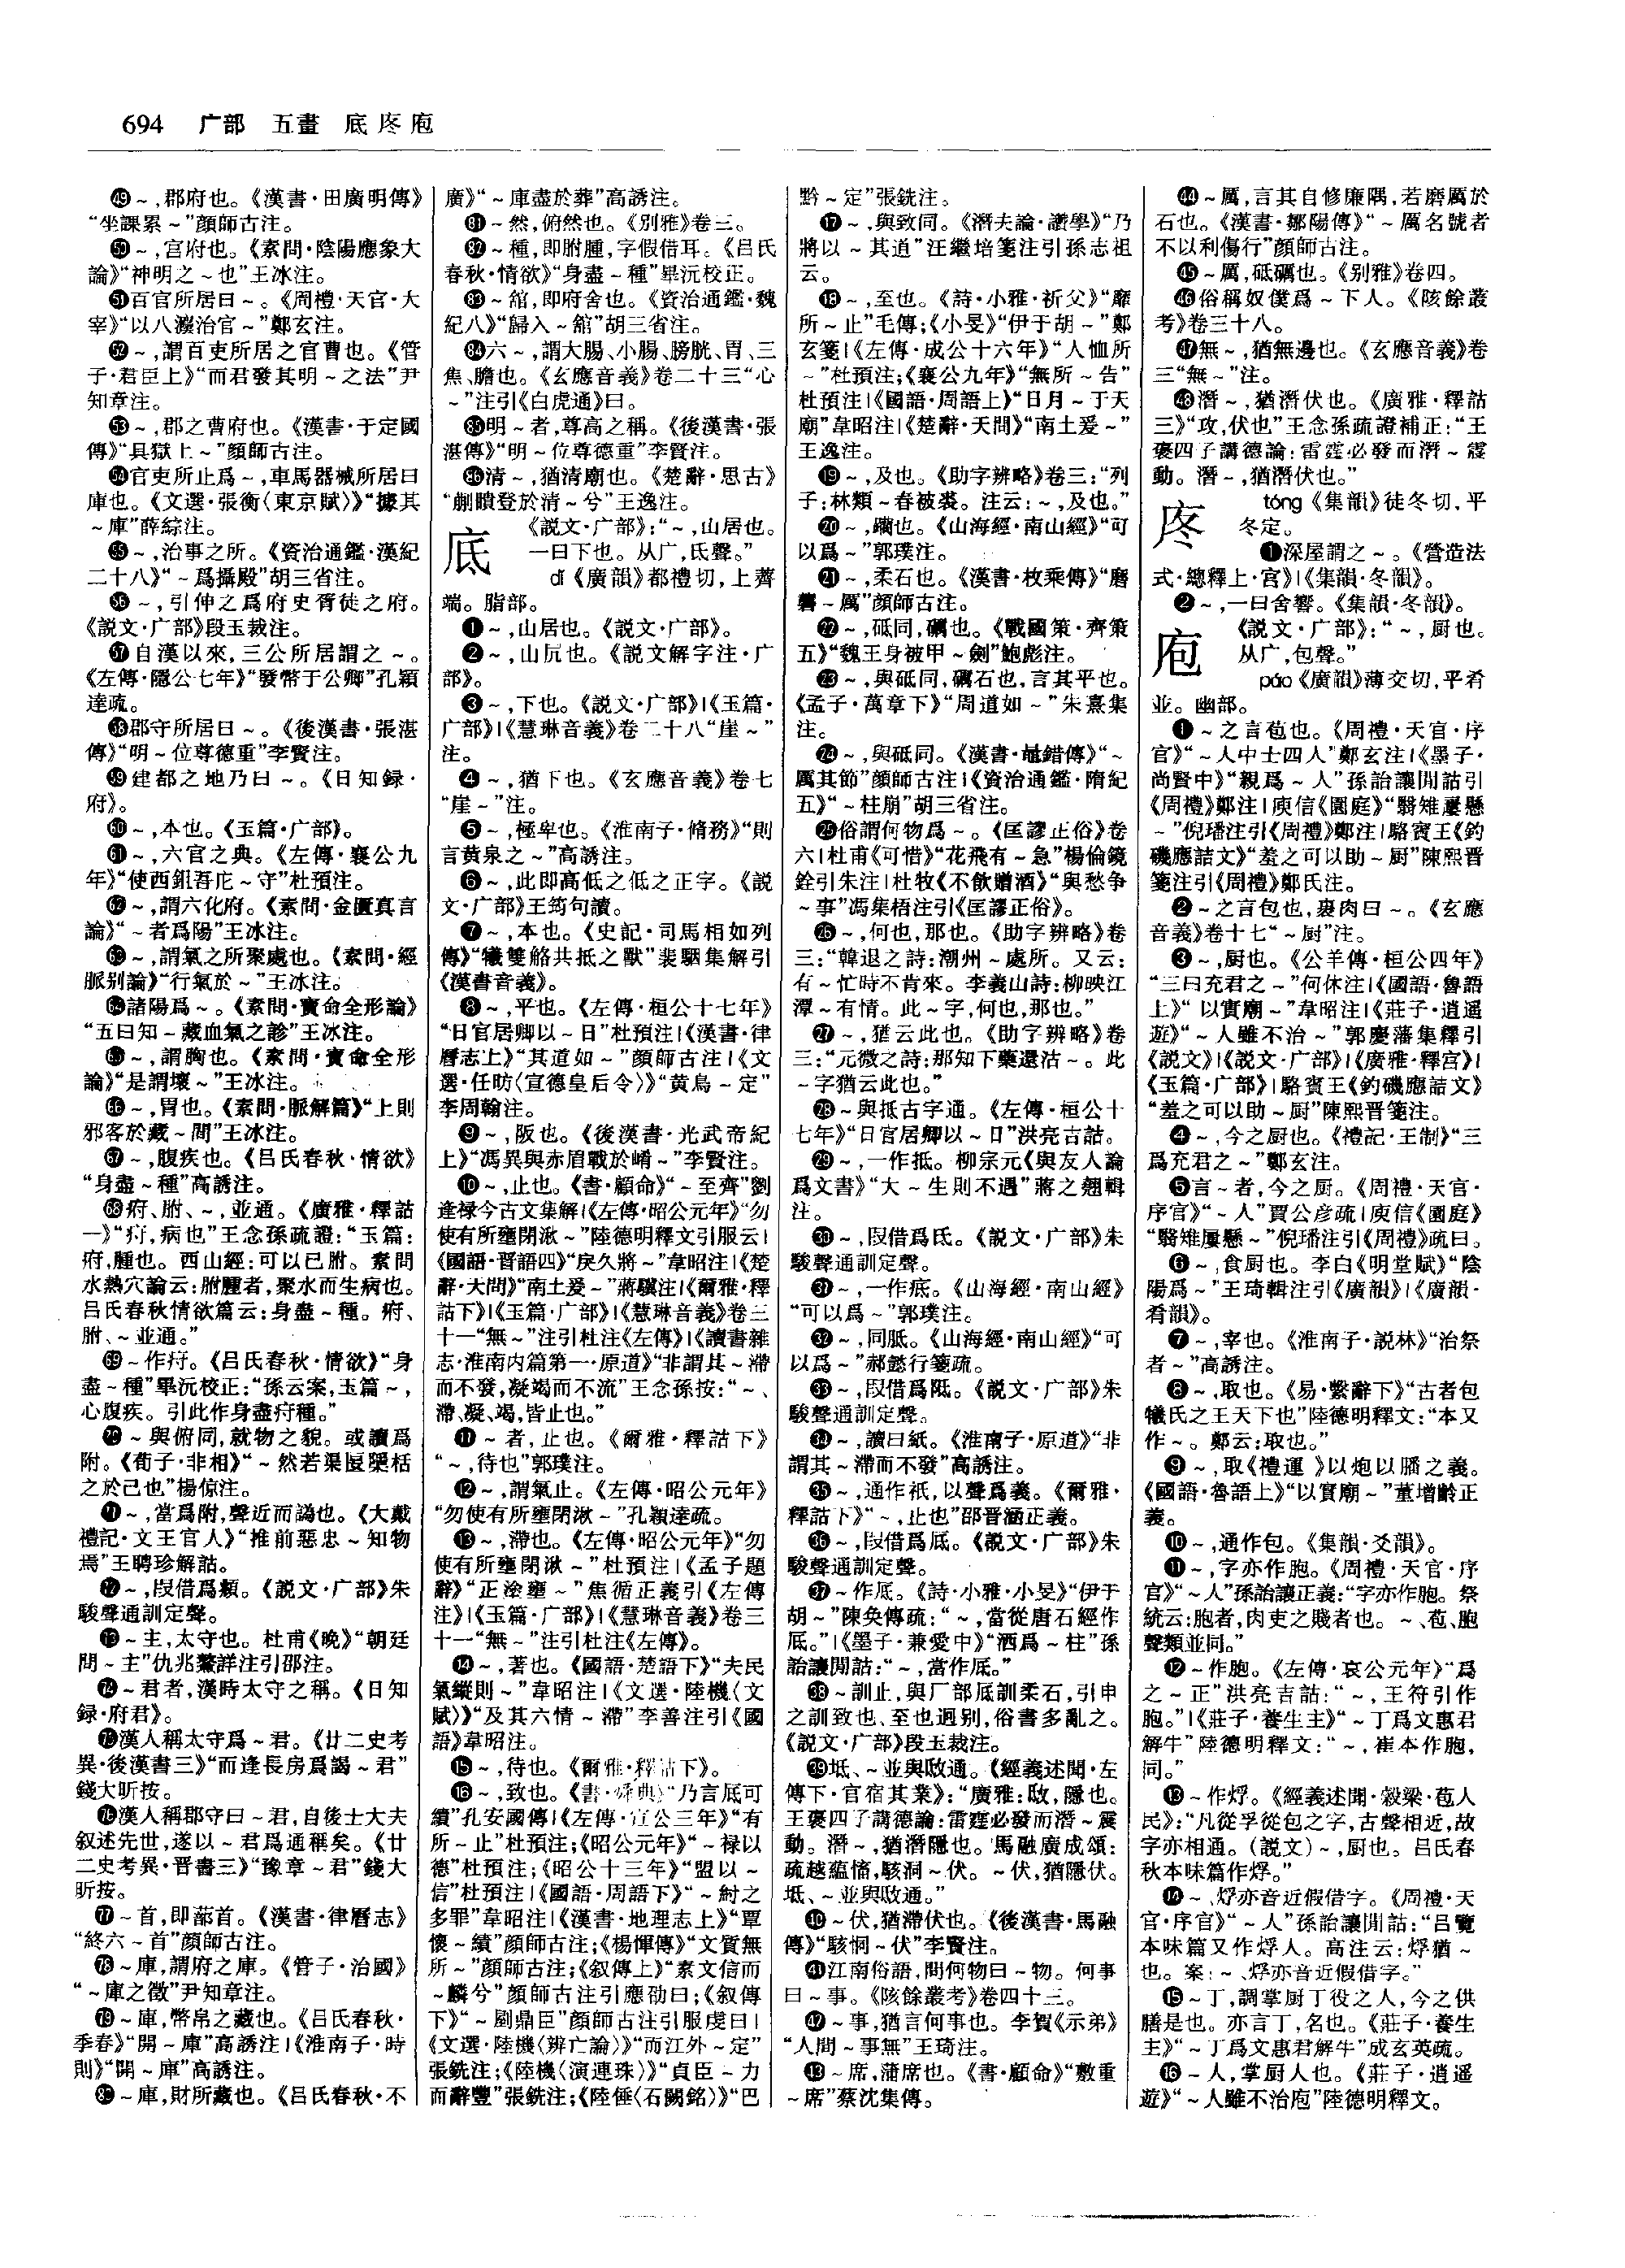 694 广部 五畫 底庝庖
㊾～,郡府也。《漢書·田廣明傳》
“坐課累～”顔師古注。
㊿～,宫府也。《素問·陰陽應象大
論》“神明之～也”王冰注。
51百官所居曰～。《周禮·天官·大
宰》“以八灋治官～”鄭玄注。
52～,謂百吏所居之官曹也。《管
子·君臣上》“而君發其明～之法”尹
知章注。
53～,郡之曹府也。《漢書·于定國
傳》“具獄上～”顔師古注。
54官吏所止爲～,車馬器械所居曰
庫也。《文選·張衡〈東京賦〉》“據其
～庫”薛綜注。
55～,治事之所。《資治通鑑·漢紀
二十八》“～爲攝殿”胡三省注。
56～,引伸之爲府史胥徒之府。
《説文·广部》段玉裁注。
57自漢以來,三公所居謂之～。
《左傳·隱公七年》“發幣于公卿”孔穎
達疏。
58郡守所居曰～。《後漢書·張湛
傳》“明～位尊德重”李賢注。
59建都之地乃曰～。《日知録·
府》。
60～,本也。《玉篇·广部》。
61～,六官之典。《左傳·襄公九
年》“使西鉏吾庀～守”杜預注。
62～,謂六化府。《素問·金匱真言
論》“～者爲陽”王冰注。
63～,謂氣之所聚處也。《素問·經
脈别論》“行氣於～”王冰注。
64諸陽爲～。《素問·寶命全形論》
“五曰知～藏血氣之診”王冰注。
65～,謂胸也。《素問·寶命全形
論》“是謂壞～”王冰注。
66～,胃也。《素問·脈解篇》“上則
邪客於藏～間”王冰注。
67～,腹疾也。《吕氏春秋·情欲》
“身盡～種”高誘注。
68疛、胕、～,並通。《廣雅·釋詁
一》“疛,病也”王念孫疏證:“玉篇:
疛,腫也。西山經:可以已胕。素問
水熱穴論云:胕腫者,聚水而生病也。
吕氏春秋情欲篇云:身盡～種。疛、
胕、～並通。”
69～作疛。《吕氏春秋·情欲》“身
盡～種”畢沅校正:“孫云案,玉篇～,
心腹疾。引此作身盡疛種。”
70～與俯同,就物之貌。或讀爲
附。《荀子·非相》“～然若渠匽檃栝
之於己也”楊倞注。
71～,當爲附,聲近而譌也。《大戴
禮記·文王官人》“推前惡忠～知物
焉”王聘珍解詁。
72～,叚借爲頫。《説文·广部》朱
駿聲通訓定聲。
73～主,太守也。杜甫《晚》“朝廷
問～主”仇兆鰲詳注引邵注。
74～君者,漢時太守之稱。《日知
録·府君》。
75漢人稱太守爲～君。《廿二史考
異·後漢書三》“而逢長房爲謁～君”
錢大昕按。
76漢人稱郡守曰～君,自後士大夫
叙述先世,遂以～君爲通稱矣。《廿
二史考異·晋書三》“豫章～君”錢大
昕按。
77～首,即蔀首。《漢書·律曆志》
“終六～首”顔師古注。
78～庫,謂府之庫。《管子·治國》
“～庫之徵”尹知章注。
79～庫,幣帛之藏也。《吕氏春秋·
季春》“開～庫”高誘注|《淮南子·時
則》“開～庫”高誘注。
80～庫,財所藏也。《吕氏春秋·不
廣》“～庫盡於葬”高誘注。
81～然,俯然也。《别雅》卷三。
82～種,即胕腫,字假借耳。《吕氏
春秋·情欲》“身盡～種”畢沅校正。
83～舘,即府舍也。《資治通鑑·魏
紀八》“歸入～舘”胡三省注。
84六～,謂大腸、小腸、膀胱、胃、三
焦、膽也。《玄應音義》卷二十三“心
～”注引《白虎通》曰。
85明～者,尊高之稱。《後漢書·張
湛傳》“明～位尊德重”李賢注。
86清～,猶清廟也。《楚辭·思古》
“蒯聵登於清～兮”王逸注。
底
《説文·广部》:“～,山居也。
一曰下也。从广,氐聲。”
dǐ《廣韻》都禮切,上薺
端。脂部。
❶～,山居也。《説文·广部》。
❷～,山凥也。《説文解字注·广
部》。
❸～,下也。《説文·广部》|《玉篇·
广部》|《慧琳音義》卷二十八“崖～”
注。
❹～,猶下也。《玄應音義》卷七
“崖～”注。
❺～,極卑也。《淮南子·脩務》“則
言黄泉之～”高誘注。
❻～,此即高低之低之正字。《説
文·广部》王筠句讀。
❼～,本也。《史記·司馬相如列
傳》“犧雙觡共抵之獸”裴駰集解引
《漢書音義》。
❽～,平也。《左傳·桓公十七年》
“日官居卿以～日”杜預注|《漢書·律
曆志上》“其道如～”顔師古注|《文
選·任昉〈宣德皇后令〉》“黄鳥～定”
李周翰注。
❾～,阪也。《後漢書·光武帝紀
上》“馮異與赤眉戰於崤～”李賢注。
❿～,止也。《書·顧命》“～至齊”劉
逢禄今古文集解|《左傳·昭公元年》“勿
使有所壅閉湫～”陸德明釋文引服云|
《國語·晋語四》“戾久將～”韋昭注|《楚
辭·天問》“南土爰～”蔣驥注|《爾雅·釋
詁下》|《玉篇·广部》|《慧琳音義》卷三
十一“無～”注引杜注《左傳》|《讀書雜
志·淮南内篇第一·原道》“非謂其～滯
而不發,凝竭而不流”王念孫按:“～、
滯、凝、竭,皆止也。”
⓫～者,止也。《爾雅·釋詁下》
“～,待也”郭璞注。
⓬～,謂氣止。《左傳·昭公元年》
“勿使有所壅閉湫～”孔穎達疏。
⓭～,滯也。《左傳·昭公元年》“勿
使有所壅閉湫～”杜預注|《孟子題
辭》“正塗壅～”焦循正義引《左傳
注》|《玉篇·广部》|《慧琳音義》卷三
十一“無～”注引杜注《左傳》。
⓮～,著也。《國語·楚語下》“夫民
氣縱則～”韋昭注|《文選·陸機〈文
賦〉》“及其六情～滯”李善注引《國
語》韋昭注。
⓯～,待也。《爾雅·釋詁下》。
⓰～,致也。《書·舜典》“乃言厎可
績”孔安國傳|《左傳·宣公三年》“有
所～止”杜預注;《昭公元年》“～禄以
德”杜預注;《昭公十三年》“盟以～
信”杜預注|《國語·周語下》“～紂之
多罪”韋昭注|《漢書·地理志上》“覃
懷～績”顔師古注;《楊惲傳》“文質無
所～”顔師古注;《叙傳上》“素文信而
～麟兮”顔師古注引應劭曰;《叙傳
下》“～劌鼎臣”顔師古注引服虔曰|
《文選·陸機〈辨亡論〉》“而江外～定”
張銑注;《陸機〈演連珠〉》“貞臣～力
而辭豐”張銑注;《陸倕〈石闕銘〉》“巴
黔～定”張銑注。
⓱～,與致同。《潛夫論·讚學》“乃
將以～其道”汪繼培箋注引孫志祖
云。
⓲～,至也。《詩·小雅·祈父》“靡
所～止”毛傳;《小旻》“伊于胡～”鄭
玄箋|《左傳·成公十六年》“人恤所
～”杜預注;《襄公九年》“無所～告”
杜預注|《國語·周語上》“日月～于天
廟”韋昭注|《楚辭·天問》“南土爰～”
王逸注。
⓳～,及也。《助字辨略》卷三:“列
子:林類～春被裘。注云:～,及也。”
⓴～,礪也。《山海經·南山經》“可
以爲～”郭璞注。
21～,柔石也。《漢書·枚乘傳》“磨
礱～厲”顔師古注。
22～,砥同,礪也。《戰國策·齊策
五》“魏王身被甲～劍”鮑彪注。
23～,與砥同,礪石也,言其平也。
《孟子·萬章下》“周道如～”朱熹集
注。
24～,與砥同。《漢書·鼂錯傳》“～
厲其節”顔師古注|《資治通鑑·隋紀
五》“～柱崩”胡三省注。
25俗謂何物爲～。《匡謬正俗》卷
六|杜甫《可惜》“花飛有～急”楊倫鏡
銓引朱注|杜牧《不飲贈酒》“與愁争
～事”馮集梧注引《匡謬正俗》。
26～,何也,那也。《助字辨略》卷
三:“韓退之詩:潮州～處所。又云:
有～忙時不肯來。李義山詩:柳映江
潭～有情。此～字,何也,那也。”
27～,猶云此也。《助字辨略》卷
三:“元微之詩:那知下藥還沽～。此
～字猶云此也。”
28～與抵古字通。《左傳·桓公十
七年》“日官居卿以～日”洪亮吉詁。
29～,一作抵。柳宗元《與友人論
爲文書》“大～生則不遇”蔣之翹輯
注。
30～,叚借爲氐。《説文·广部》朱
駿聲通訓定聲。
31～,一作㡳。《山海經·南山經》
“可以爲～”郭璞注。
32～,同胝。《山海經·南山經》“可
以爲～”郝懿行箋疏。
33～,叚借爲阺。《説文·广部》朱
駿聲通訓定聲。
34～,讀曰紙。《淮南子·原道》“非
謂其～滯而不發”高誘注。
35～,通作祇,以聲爲義。《爾雅·
釋詁下》“～,止也”邵晋涵正義。
36～,叚借爲厎。《説文·广部》朱
駿聲通訓定聲。
37～作厎。《詩·小雅·小旻》“伊于
胡～”陳奂傳疏:“～,當從唐石經作
厎。”|《墨子·兼愛中》“洒爲～柱”孫
詒讓閒詁:“～,當作厎。”
38～訓止,與厂部厎訓柔石,引申
之訓致也、至也迥别,俗書多亂之。
《説文·广部》段玉裁注。
39坻、～並與㪂通。《經義述聞·左
傳下·官宿其業》:“廣雅:㪂,隱也。
王褒四子講德論:雷霆必發而潛～震
動。潛～,猶潛隱也。馬融廣成頌:
疏越蘊慉,駭洞～伏。～伏,猶隱伏。
坻、～並與㪂通。”
40～伏,猶滯伏也。《後漢書·馬融
傳》“駭恫～伏”李賢注。
41江南俗語,問何物曰～物。何事
曰～事。《陔餘叢考》卷四十三。
42～事,猶言何事也。李賀《示弟》
“人間～事無”王琦注。
43～席,蒲席也。《書·顧命》“敷重
～席”蔡沈集傳。
44～厲,言其自修廉隅,若磨厲於
石也。《漢書·鄒陽傳》“～厲名號者
不以利傷行”顔師古注。
45～厲,砥礪也。《别雅》卷四。
46俗稱奴僕爲～下人。《陔餘叢
考》卷三十八。
47無～,猶無邊也。《玄應音義》卷
三“無～”注。
48潛～,猶潛伏也。《廣雅·釋詁
三》“攻,伏也”王念孫疏證補正:“王
褒四子講德論:雷霆必發而潛～震
動。潛～,猶潛伏也。”
庝
tóng《集韻》徒冬切,平
冬定。
❶深屋謂之～。《營造法
式·總釋上·宫》|《集韻·冬韻》。
❷～,一曰舍響。《集韻·冬韻》。
庖
《説文·广部》:“～,厨也。
从广,包聲。”
páo《廣韻》薄交切,平肴
並。幽部。
❶～之言苞也。《周禮·天官·序
官》“～人中士四人”鄭玄注|《墨子·
尚賢中》“親爲～人”孫詒讓閒詁引
《周禮》鄭注|庾信《園庭》“翳雉屢懸
～”倪璠注引《周禮》鄭注|駱賓王《釣
磯應詰文》“羞之可以助～厨”陳熙晋
箋注引《周禮》鄭氏注。
❷～之言包也,裹肉曰～。《玄應
音義》卷十七“～厨”注。
❸～,厨也。《公羊傳·桓公四年》
“三曰充君之～”何休注|《國語·魯語
上》“以實廟～”韋昭注|《莊子·逍遥
遊》“～人雖不治～”郭慶藩集釋引
《説文》|《説文·广部》|《廣雅·釋宫》|
《玉篇·广部》|駱賓王《釣磯應詰文》
“羞之可以助～厨”陳熙晋箋注。
❹～,今之厨也。《禮記·王制》“三
爲充君之～”鄭玄注。
❺言～者,今之厨。《周禮·天官·
序官》“～人”賈公彦疏|庾信《園庭》
“翳雉屢懸～”倪璠注引《周禮》疏曰。
❻～,食厨也。李白《明堂賦》“陰
陽爲～”王琦輯注引《廣韻》|《廣韻·
肴韻》。
❼～,宰也。《淮南子·説林》“治祭
者～”高誘注。
❽～,取也。《易·繫辭下》“古者包
犧氏之王天下也”陸德明釋文:“本又
作～。鄭云:取也。”
❾～,取《禮運》以炮以膰之義。
《國語·魯語上》“以實廟～”董增齡正
義。
❿～,通作包。《集韻·爻韻》。
⓫～,字亦作胞。《周禮·天官·序
官》“～人”孫詒讓正義:“字亦作胞。祭
統云:胞者,肉吏之賤者也。～、苞、胞
聲類並同。”
⓬～作胞。《左傳·哀公元年》“爲
之～正”洪亮吉詁:“～,王符引作
胞。”|《莊子·養生主》“～丁爲文惠君
解牛”陸德明釋文:“～,崔本作胞,
同。”
⓭～作烰。《經義述聞·穀梁·苞人
民》:“凡從孚從包之字,古聲相近,故
字亦相通。(説文)～,厨也。吕氏春
秋本味篇作烰。”
⓮～、烰亦音近假借字。《周禮·天
官·序官》“～人”孫詒讓閒詁:“吕覽
本味篇又作烰人。高注云:烰猶～
也。案:～、烰亦音近假借字。”
⓯～丁,謂掌厨丁役之人,今之供
膳是也。亦言丁,名也。《莊子·養生
主》“～丁爲文惠君解牛”成玄英疏。
⓰～人,掌厨人也。《莊子·逍遥
遊》“～人雖不治庖”陸德明釋文。